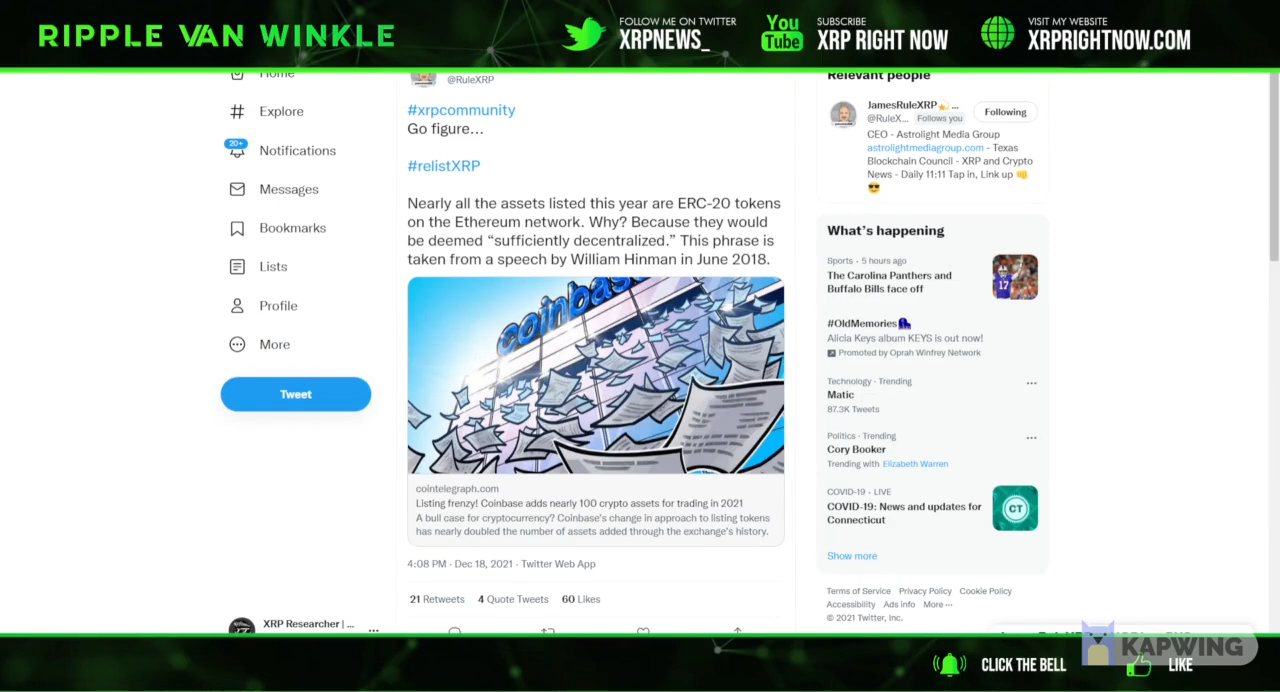 RIPPLE VAN WINKLE
FOLLOW ME ON TWITTER
XRPNEWS_
You
Tube
SUBSCRIBE
XRP RIGHT NOW
VISIT MY WEBSITE
XRPRIGHTNOW.COM
Home
Explore
20+
Notifications
Messages
Bookmarks
Lists
Profile
More
Tweet
XRP Researcher | ...
@RuleXRP
#xrpcommunity
Go figure...
#relistXRP
Nearly all the assets listed this year are ERC-20 tokens
on the Ethereum network. Why? Because they would
be deemed “sufficiently decentralized.” This phrase is
taken from a speech by William Hinman in June 2018.
coinbase
cointelegraph.com
Listing frenzy! Coinbase adds nearly 100 crypto assets for trading in 2021
A bull case for cryptocurrency? Coinbase’s change in approach to listing tokens
has nearly doubled the number of assets added through the exchange’s history.
4:08 PM · Dec 18, 2021 · Twitter Web App
21 Retweets 4 Quote Tweets 60 Likes
Relevant people
JamesRuleXRP💫 ...
@RuleX... Follows you
Following
CEO - Astrolight Media Group
astrolightmediagroup.com - Texas
Blockchain Council - XRP and Crypto
News - Daily 11:11 Tap in, Link up 👊
😎
What’s happening
Sports · 5 hours ago
The Carolina Panthers and
Buffalo Bills face off
17
#OldMemories
Alicia Keys album KEYS is out now!
Promoted by Oprah Winfrey Network
Technology · Trending
Matic
87.3K Tweets
Politics · Trending
Cory Booker
Trending with Elizabeth Warren
COVID-19 · LIVE
COVID-19: News and updates for
Connecticut
CT
Show more
Terms of Service Privacy Policy Cookie Policy
Accessibility Ads info More ...
© 2021 Twitter, Inc.
KAPWING
CLICK THE BELL
LIKE